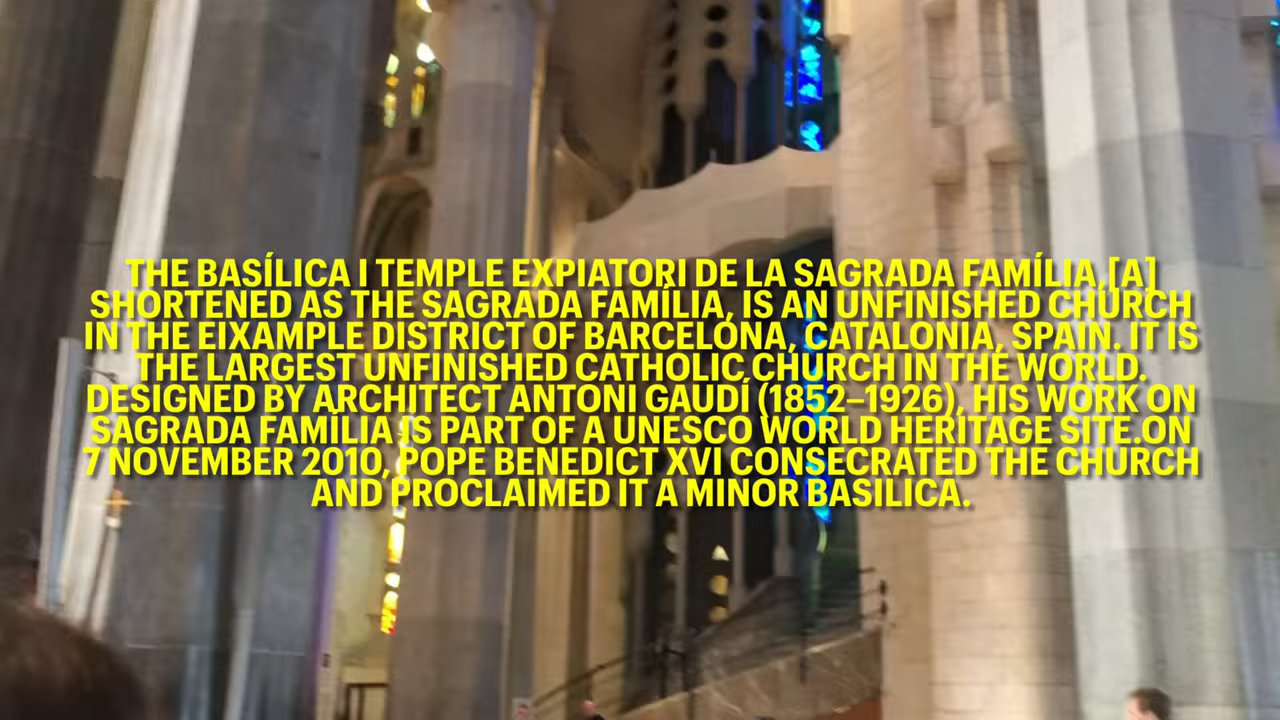 THE BASÍLICA I TEMPLE EXPIATORI DE LA SAGRADA FAMÍLIA,[A]
SHORTENED AS THE SAGRADA FAMÍLIA, IS AN UNFINISHED CHURCH
IN THE EIXAMPLE DISTRICT OF BARCELONA, CATALONIA, SPAIN. IT IS
THE LARGEST UNFINISHED CATHOLIC CHURCH IN THE WORLD.
DESIGNED BY ARCHITECT ANTONI GAUDÍ (1852–1926), HIS WORK ON
SAGRADA FAMÍLIA IS PART OF A UNESCO WORLD HERITAGE SITE.ON
7 NOVEMBER 2010, POPE BENEDICT XVI CONSECRATED THE CHURCH
AND PROCLAIMED IT A MINOR BASILICA.